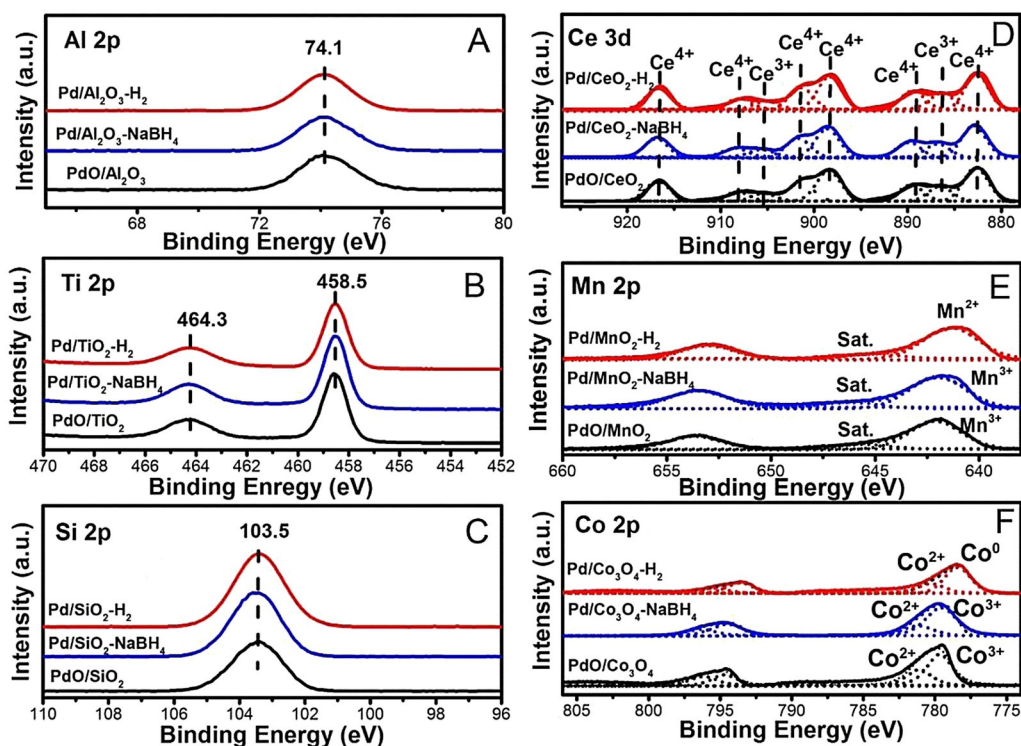 Al 2p
A
74.1
Pd/Al₂O₃-H₂
Pd/Al₂O₃-NaBH₄
PdO/Al₂O₃
68 72 76 80
Binding Energy (eV)
Intensity (a.u.)
Ce 3d
D
Ce⁴⁺ Ce⁴⁺ Ce³⁺ Ce⁴⁺ Ce⁴⁺ Ce⁴⁺ Ce³⁺ Ce⁴⁺
Pd/CeO₂-H₂
Pd/CeO₂-NaBH₄
PdO/CeO₂
920 910 900 890 880
Binding Energy (eV)
Intensity (a.u.)
Ti 2p
B
458.5
464.3
Pd/TiO₂-H₂
Pd/TiO₂-NaBH₄
PdO/TiO₂
470 468 466 464 462 460 458 456 454 452
Binding Enregy (eV)
Intensity (a.u.)
Mn 2p
E
Mn²⁺
Pd/MnO₂-H₂
Sat.
Pd/MnO₂-NaBH₄
Sat.
Mn³⁺
PdO/MnO₂
Sat.
Mn³⁺
660 655 650 645 640
Binding Energy (eV)
Intensity (a.u.)
Si 2p
C
103.5
Pd/SiO₂-H₂
Pd/SiO₂-NaBH₄
PdO/SiO₂
110 108 106 104 102 100 98 96
Binding Energy (eV)
Intensity (a.u.)
Co 2p
F
Pd/Co₃O₄-H₂
Co²⁺ Co⁰
Pd/Co₃O₄-NaBH₄
Co²⁺ Co³⁺
PdO/Co₃O₄
Co²⁺ Co³⁺
805 795 785 775
Binding Energy (eV)
Intensity (a.u.)